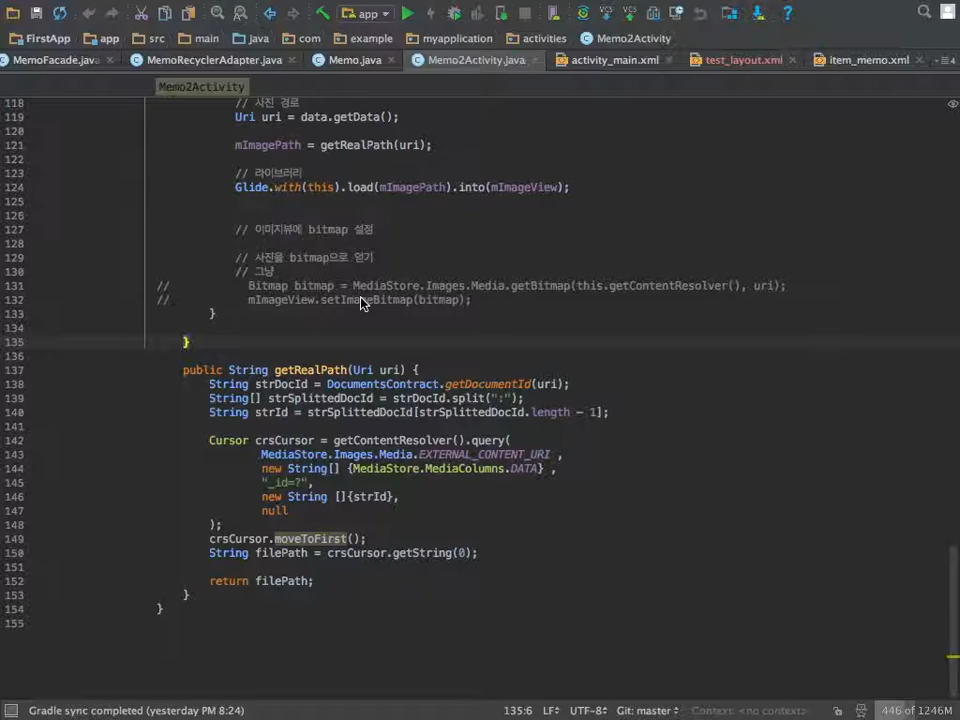 app
FirstApp app src main java com example myapplication activities Memo2Activity
MemoFacade.java MemoRecyclerAdapter.java Memo.java Memo2Activity.java activity_main.xml test_layout.xml item_memo.xml 4
Memo2Activity
118 // 사진 경로
119 Uri uri = data.getData();
120
121 mImagePath = getRealPath(uri);
122
123 // 라이브러리
124 Glide.with(this).load(mImagePath).into(mImageView);
125
126
127 // 이미지뷰에 bitmap 설정
128
129 // 사진을 bitmap으로 얻기
130 // 그냥
131 // Bitmap bitmap = MediaStore.Images.Media.getBitmap(this.getContentResolver(), uri);
132 // mImageView.setImageBitmap(bitmap);
133 }
134
135 }
136
137 public String getRealPath(Uri uri) {
138 String strDocId = DocumentsContract.getDocumentId(uri);
139 String[] strSplittedDocId = strDocId.split(":");
140 String strId = strSplittedDocId[strSplittedDocId.length - 1];
141
142 Cursor crsCursor = getContentResolver().query(
143 MediaStore.Images.Media.EXTERNAL_CONTENT_URI ,
144 new String[] {MediaStore.MediaColumns.DATA} ,
145 "_id=?",
146 new String []{strId},
147 null
148 );
149 crsCursor.moveToFirst();
150 String filePath = crsCursor.getString(0);
151
152 return filePath;
153 }
154 }
155
Gradle sync completed (yesterday PM 8:24) 135:6 LF UTF-8 Git: master Context: <no context> 446 of 1246M